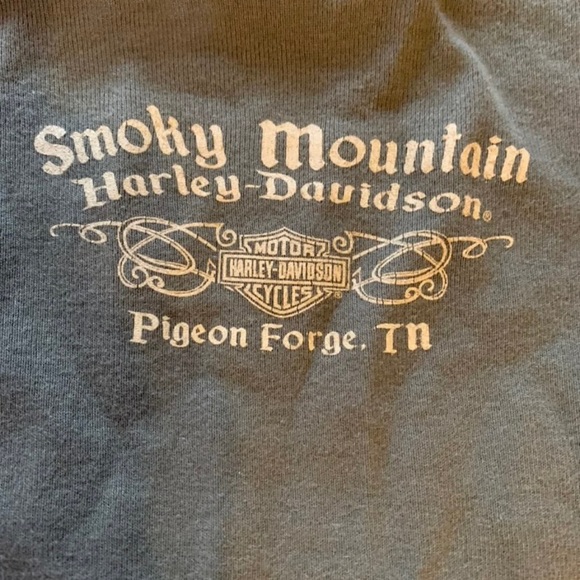 Smoky Mountain
Harley-Davidson®
MOTOR
HARLEY-DAVIDSON
CYCLES®
Pigeon Forge, TN